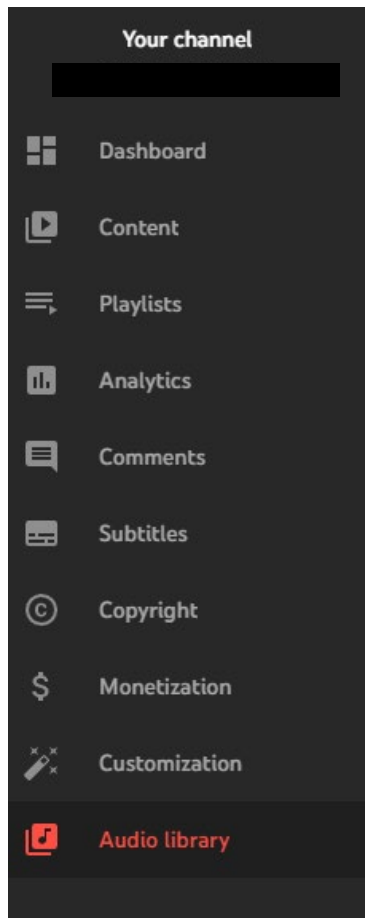 Your channel
Dashboard
Content
Playlists
Analytics
Comments
Subtitles
Copyright
Monetization
Customization
Audio library